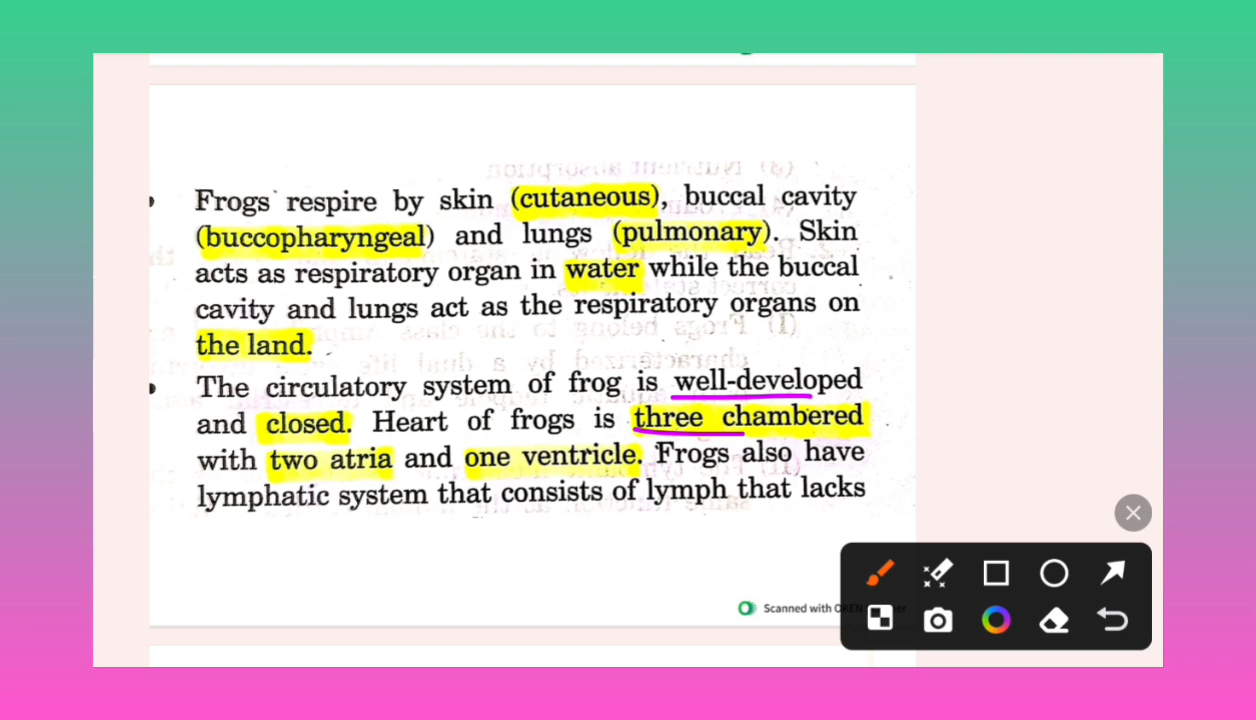 Frogs respire by skin (cutaneous), buccal cavity
(buccopharyngeal) and lungs (pulmonary). Skin
acts as respiratory organ in water while the buccal
cavity and lungs act as the respiratory organs on
the land.
The circulatory system of frog is well-developed
and closed. Heart of frogs is three chambered
with two atria and one ventricle. Frogs also have
lymphatic system that consists of lymph that lacks
Scanned with